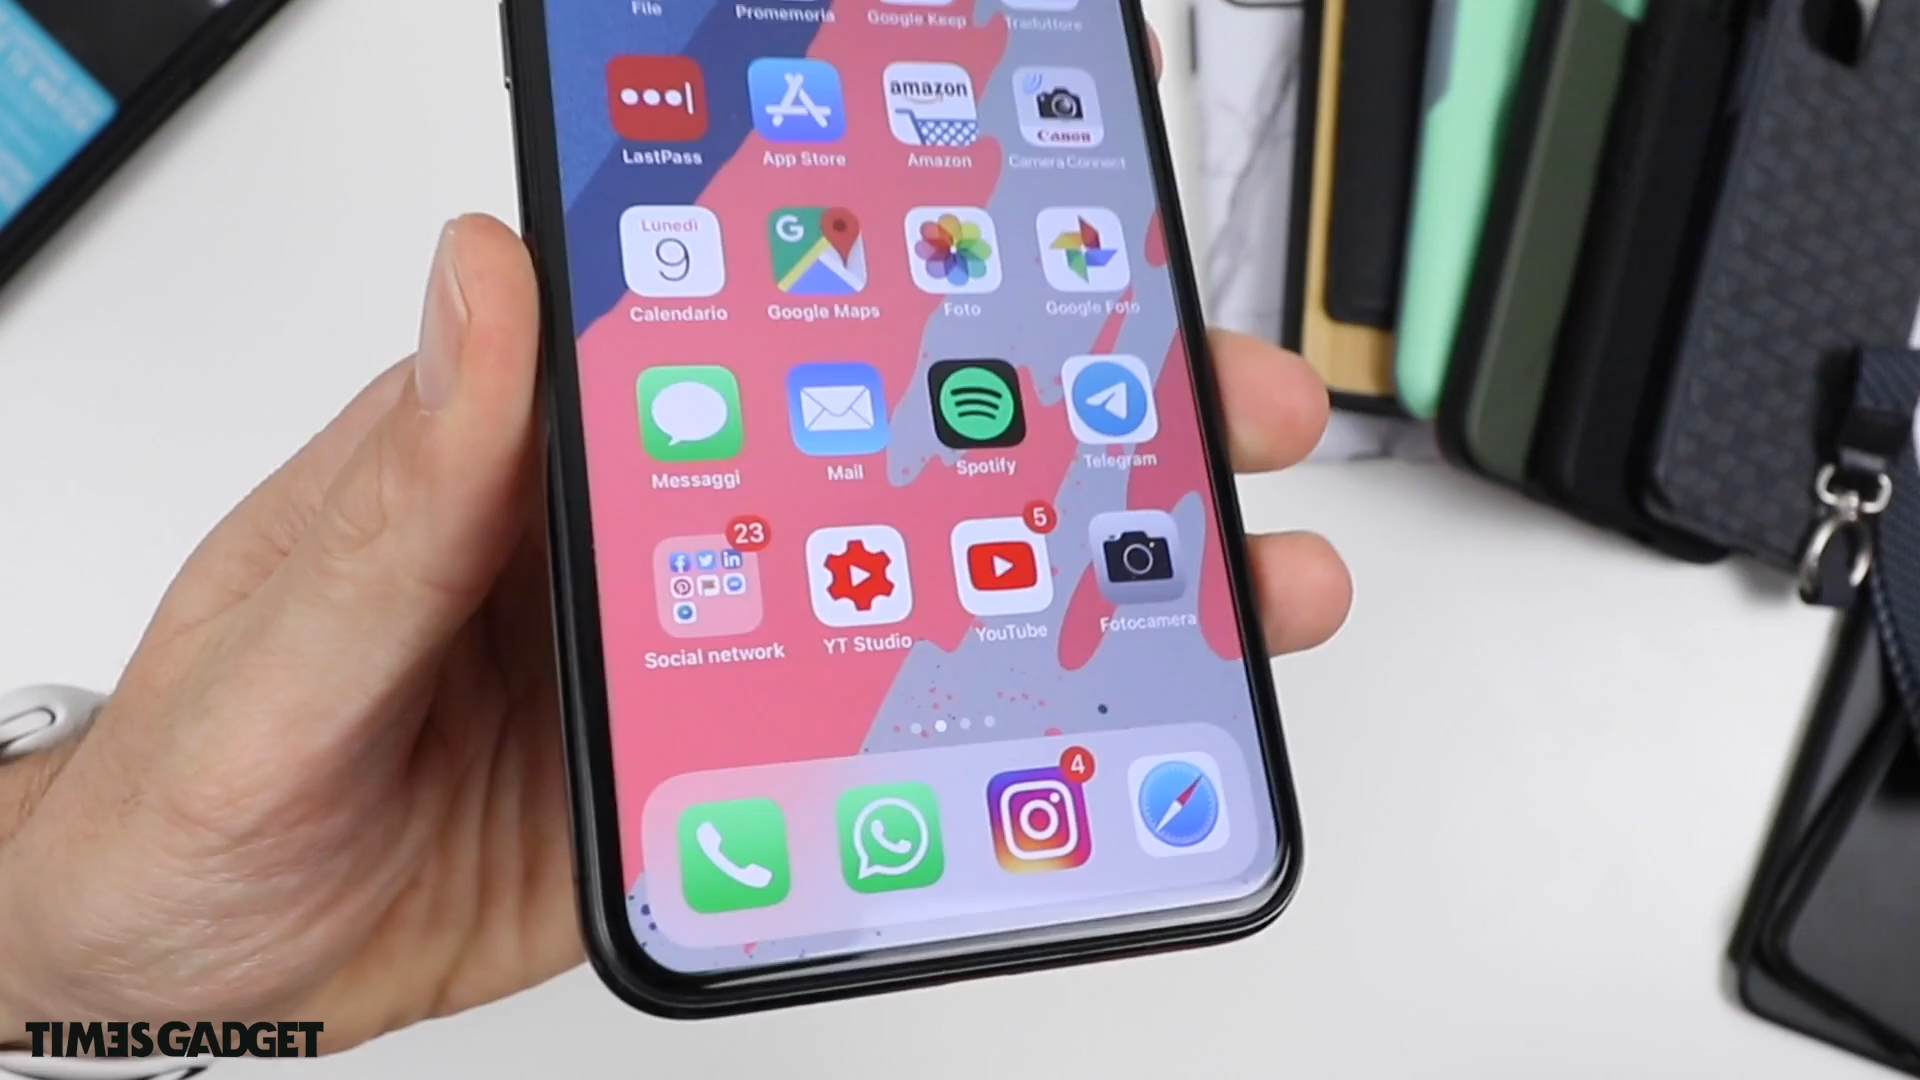 File
Promemoria
Google Keep
Traduttore
LastPass
App Store
amazon
Amazon
Canon
Camera Connect
Lunedì
9
Calendario
G
Google Maps
Foto
Google Foto
Messaggi
Mail
Spotify
Telegram
23
f
in
Social network
YT Studio
5
YouTube
Fotocamera
4
TIMES GADGET